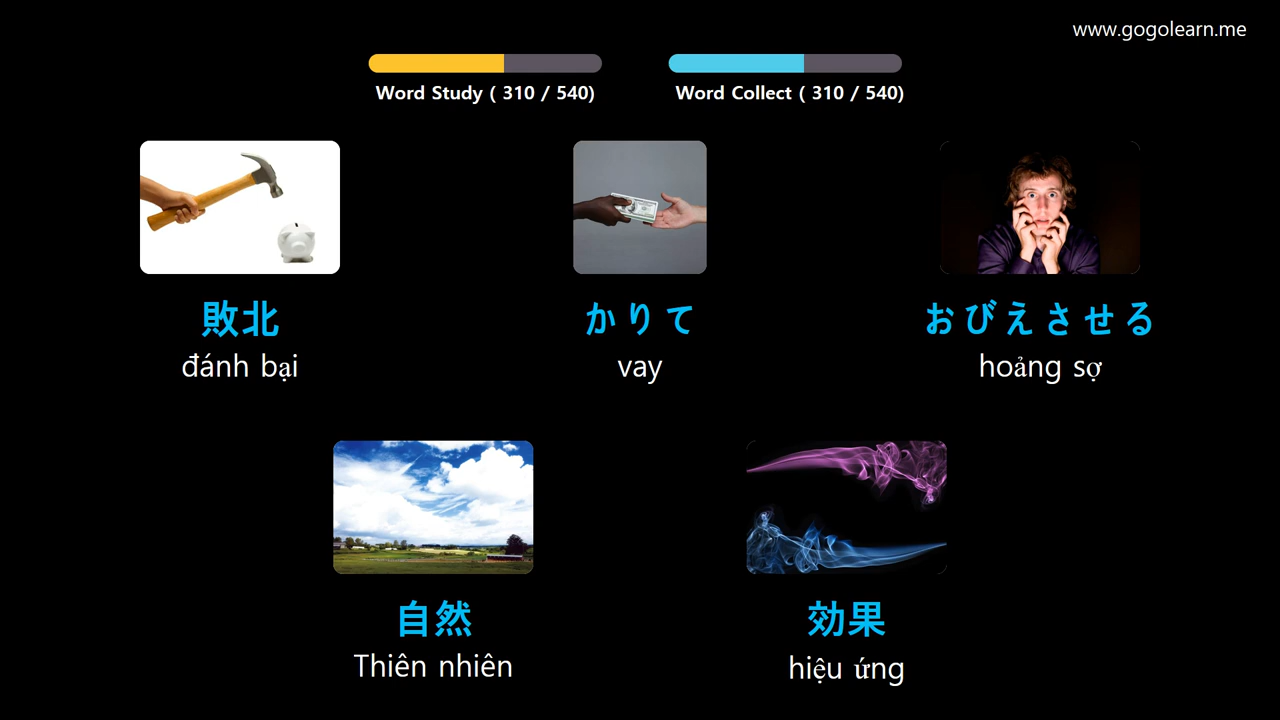 www.gogolearn.me
Word Study ( 310 / 540)
Word Collect ( 310 / 540)
敗北
đánh bại
かりて
vay
おびえさせる
hoảng sợ
自然
Thiên nhiên
効果
hiệu ứng